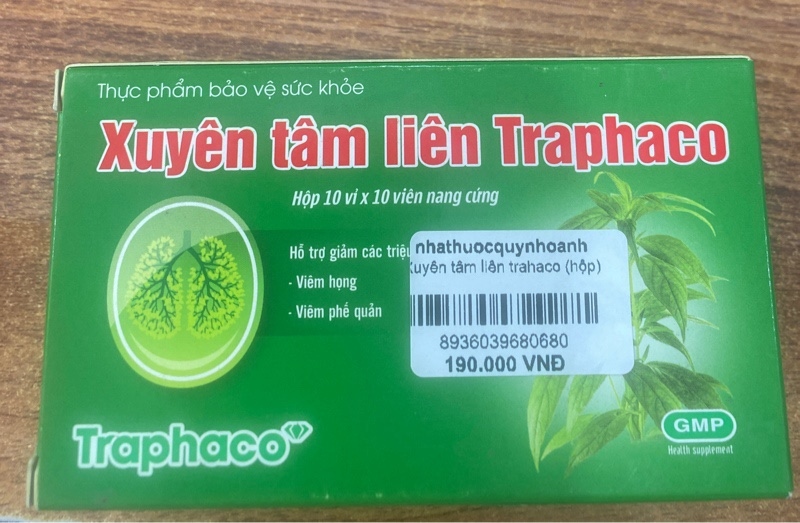 Thực phẩm bảo vệ sức khỏe
Xuyên tâm liên Traphaco
Hộp 10 vỉ x 10 viên nang cứng
Hỗ trợ giảm các triệu
- Viêm họng
- Viêm phế quản
nhathuocquynhoanh
Xuyên tâm liên trahaco (hộp)
8936039680680
190.000 VNĐ
Traphaco
GMP
Health supplement